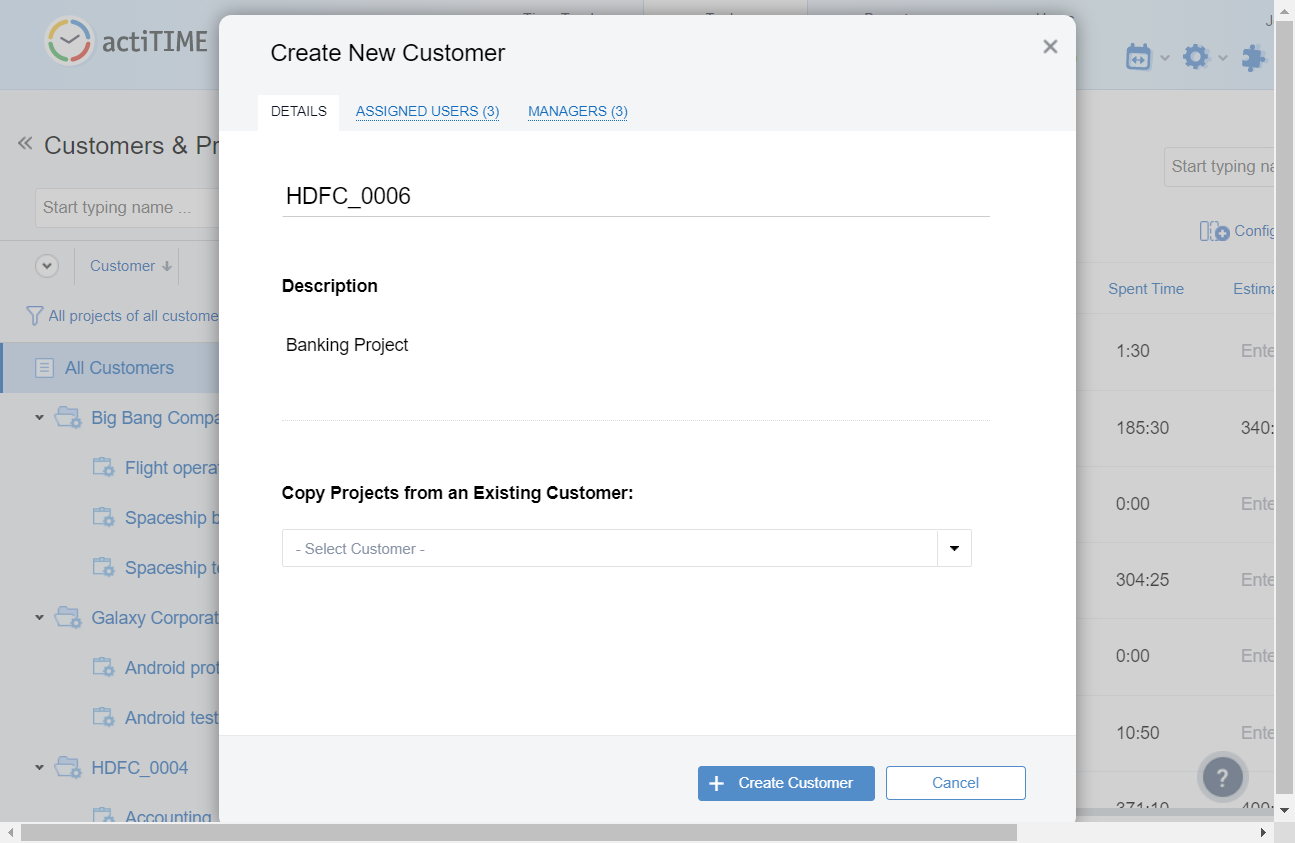 actiTIME
Create New Customer
DETAILS
ASSIGNED USERS (3)
MANAGERS (3)
HDFC_0006
Description
Banking Project
Copy Projects from an Existing Customer:
- Select Customer -
Create Customer
Cancel
Customers & Pr
Start typing name ...
Customer
All projects of all custome
All Customers
Big Bang Compa
Flight opera
Spaceship b
Spaceship te
Galaxy Corporat
Android prot
Android test
HDFC_0004
Accounting
Start typing na
Config
Spent Time
Estima
1:30
Ente
185:30
340:
0:00
Ente
304:25
Ente
0:00
Ente
10:50
Ente
371:10
400:
?